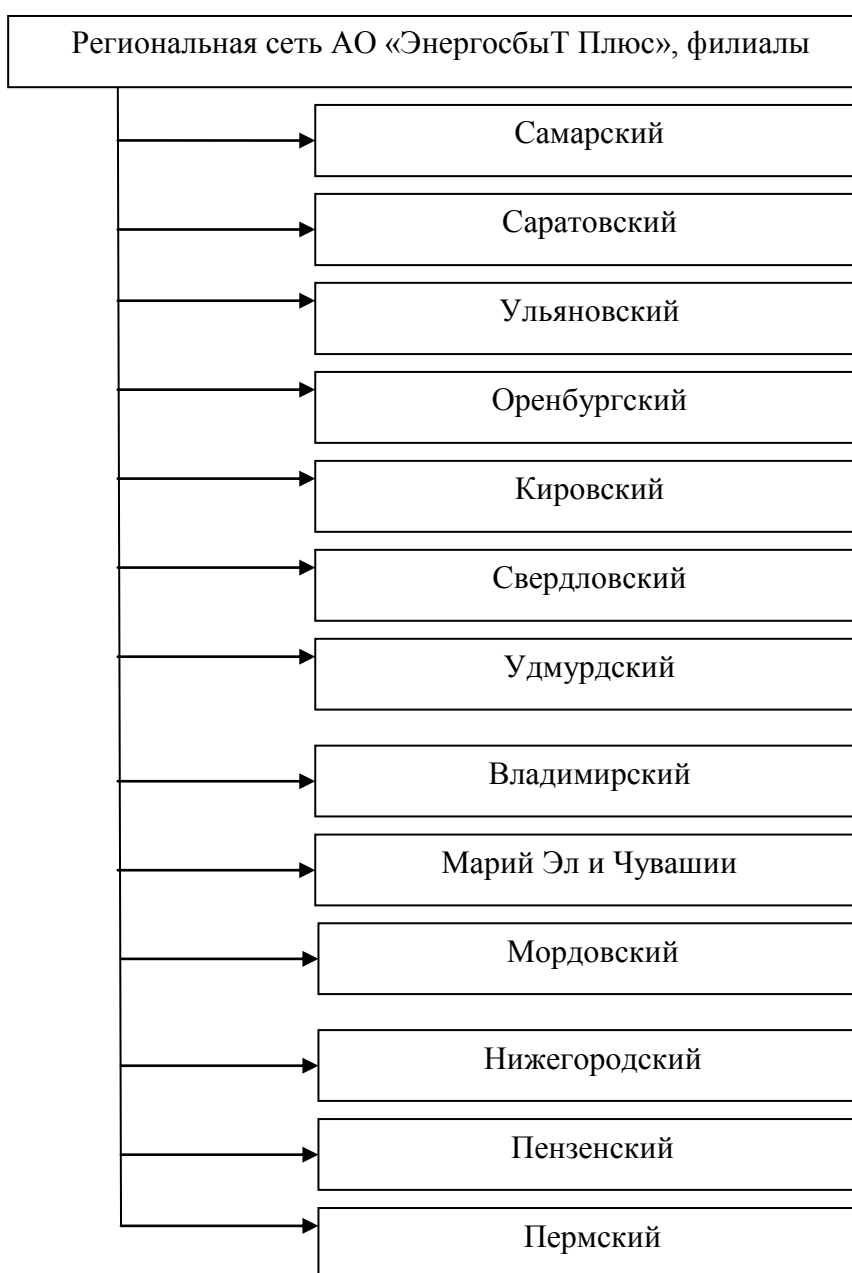 Региональная сеть АО «ЭнергосбыТ Плюс», филиалы
Самарский
Саратовский
Ульяновский
Оренбургский
Кировский
Свердловский
Удмурдский
Владимирский
Марий Эл и Чувашии
Мордовский
Нижегородский
Пензенский
Пермский